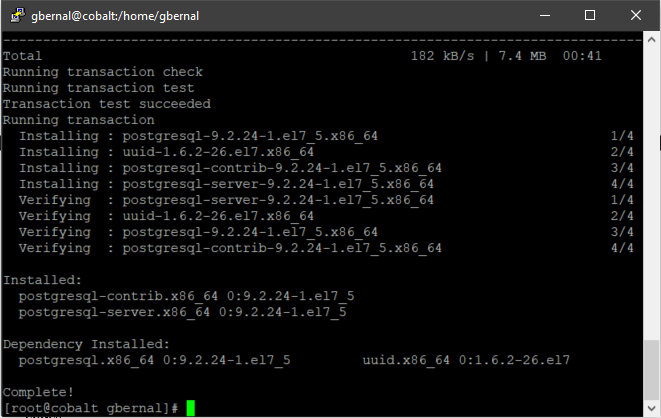 gbernal@cobalt:/home/gbernal
--------------------------------------------------------------------------------
Total 182 kB/s | 7.4 MB 00:41
Running transaction check
Running transaction test
Transaction test succeeded
Running transaction
Installing : postgresql-9.2.24-1.el7_5.x86_64 1/4
Installing : uuid-1.6.2-26.el7.x86_64 2/4
Installing : postgresql-contrib-9.2.24-1.el7_5.x86_64 3/4
Installing : postgresql-server-9.2.24-1.el7_5.x86_64 4/4
Verifying : postgresql-server-9.2.24-1.el7_5.x86_64 1/4
Verifying : uuid-1.6.2-26.el7.x86_64 2/4
Verifying : postgresql-9.2.24-1.el7_5.x86_64 3/4
Verifying : postgresql-contrib-9.2.24-1.el7_5.x86_64 4/4
Installed:
postgresql-contrib.x86_64 0:9.2.24-1.el7_5
postgresql-server.x86_64 0:9.2.24-1.el7_5
Dependency Installed:
postgresql.x86_64 0:9.2.24-1.el7_5 uuid.x86_64 0:1.6.2-26.el7
Complete!
[root@cobalt gbernal]#